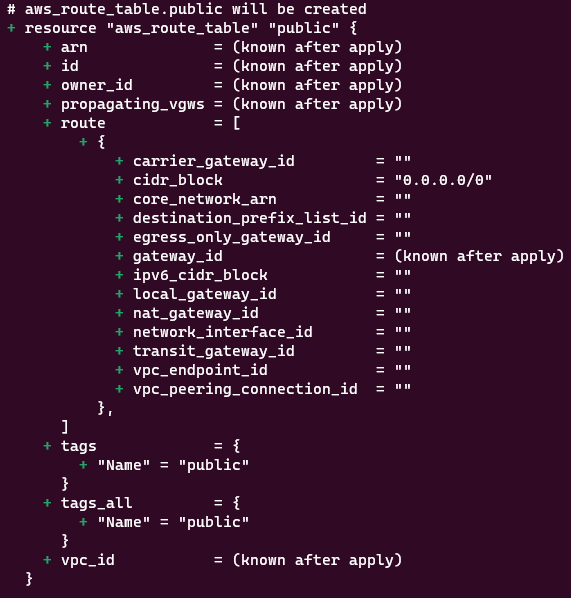 # aws_route_table.public will be created
+ resource "aws_route_table" "public" {
    + arn              = (known after apply)
    + id               = (known after apply)
    + owner_id         = (known after apply)
    + propagating_vgws = (known after apply)
    + route            = [
        + {
            + carrier_gateway_id         = ""
            + cidr_block                 = "0.0.0.0/0"
            + core_network_arn           = ""
            + destination_prefix_list_id = ""
            + egress_only_gateway_id     = ""
            + gateway_id                 = (known after apply)
            + ipv6_cidr_block            = ""
            + local_gateway_id           = ""
            + nat_gateway_id             = ""
            + network_interface_id       = ""
            + transit_gateway_id         = ""
            + vpc_endpoint_id            = ""
            + vpc_peering_connection_id  = ""
          },
      ]
    + tags             = {
        + "Name" = "public"
      }
    + tags_all         = {
        + "Name" = "public"
      }
    + vpc_id           = (known after apply)
  }